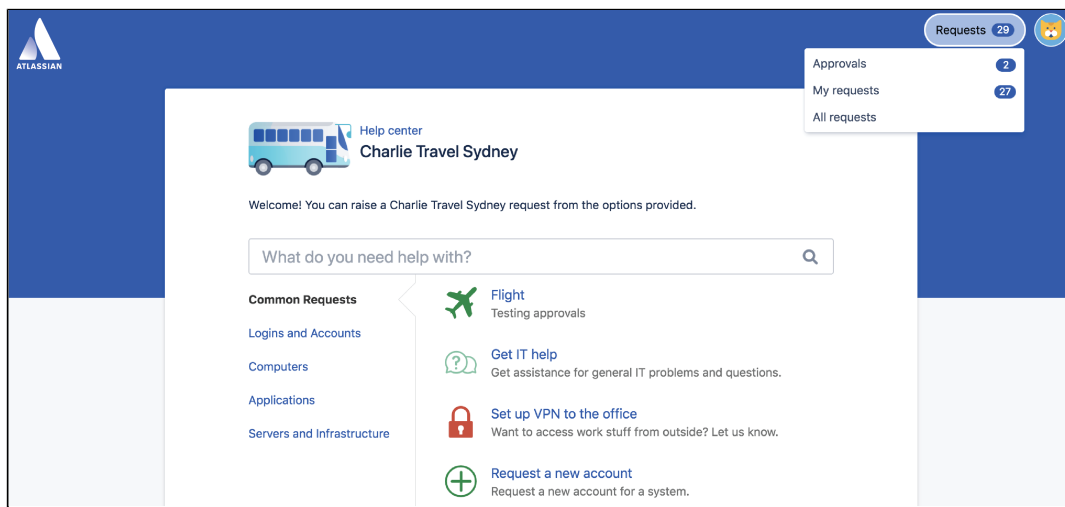 ATLASSIAN
Requests 29
Approvals 2
My requests 27
All requests
Help center
Charlie Travel Sydney
Welcome! You can raise a Charlie Travel Sydney request from the options provided.
What do you need help with?
Common Requests
Logins and Accounts
Computers
Applications
Servers and Infrastructure
Flight
Testing approvals
Get IT help
Get assistance for general IT problems and questions.
Set up VPN to the office
Want to access work stuff from outside? Let us know.
Request a new account
Request a new account for a system.